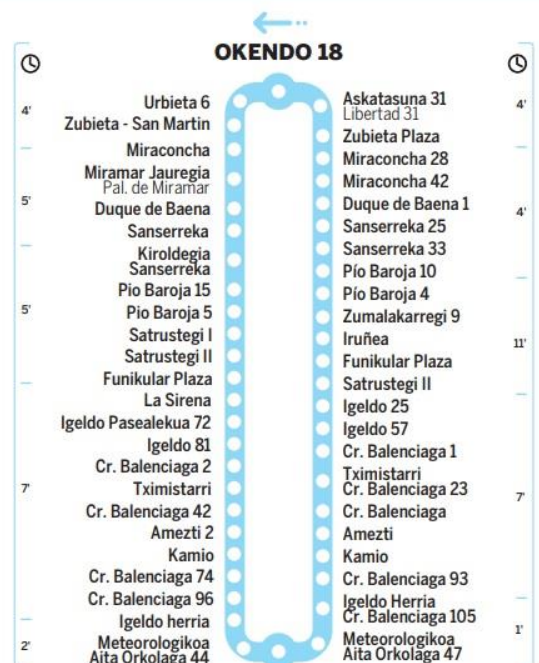 OKENDO 18
4'
Urbieta 6
Zubieta - San Martin
Miraconcha
5'
Miramar Jauregia
Pal. de Miramar
Duque de Baena
Sanserreka
5'
Kiroldegia
Sanserreka
Pio Baroja 15
Pio Baroja 5
Satrustegi I
Satrustegi II
Funikular Plaza
7'
La Sirena
Igeldo Pasealekua 72
Igeldo 81
Cr. Balenciaga 2
Tximistarri
Cr. Balenciaga 42
Amezti 2
Kamio
Cr. Balenciaga 74
Cr. Balenciaga 96
Igeldo herria
2'
Meteorologikoa
Aita Orkolaga 44
Askatasuna 31
Libertad 31
4'
Zubieta Plaza
Miraconcha 28
Miraconcha 42
Duque de Baena 1
4'
Sanserreka 25
Sanserreka 33
Pío Baroja 10
Pío Baroja 4
Zumalakarregi 9
Iruñea
11'
Funikular Plaza
Satrustegi II
Igeldo 25
Igeldo 57
Cr. Balenciaga 1
Tximistarri
Cr. Balenciaga 23
7'
Cr. Balenciaga
Amezti
Kamio
Cr. Balenciaga 93
Igeldo Herria
Cr. Balenciaga 105
1'
Meteorologikoa
Aita Orkolaga 47